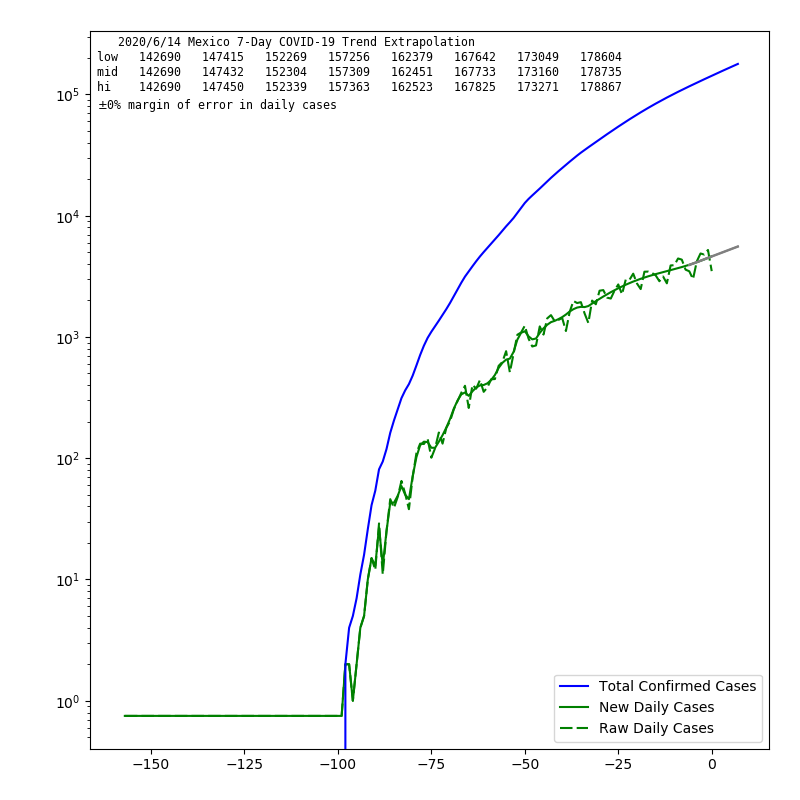 2020/6/14 Mexico 7-Day COVID-19 Trend Extrapolation
low 142690 147415 152269 157256 162379 167642 173049 178604
mid 142690 147432 152304 157309 162451 167733 173160 178735
hi 142690 147450 152339 157363 162523 167825 173271 178867
±0% margin of error in daily cases
10^5
10^4
10^3
10^2
10^1
10^0
Total Confirmed Cases
New Daily Cases
Raw Daily Cases
−150 −125 −100 −75 −50 −25 0